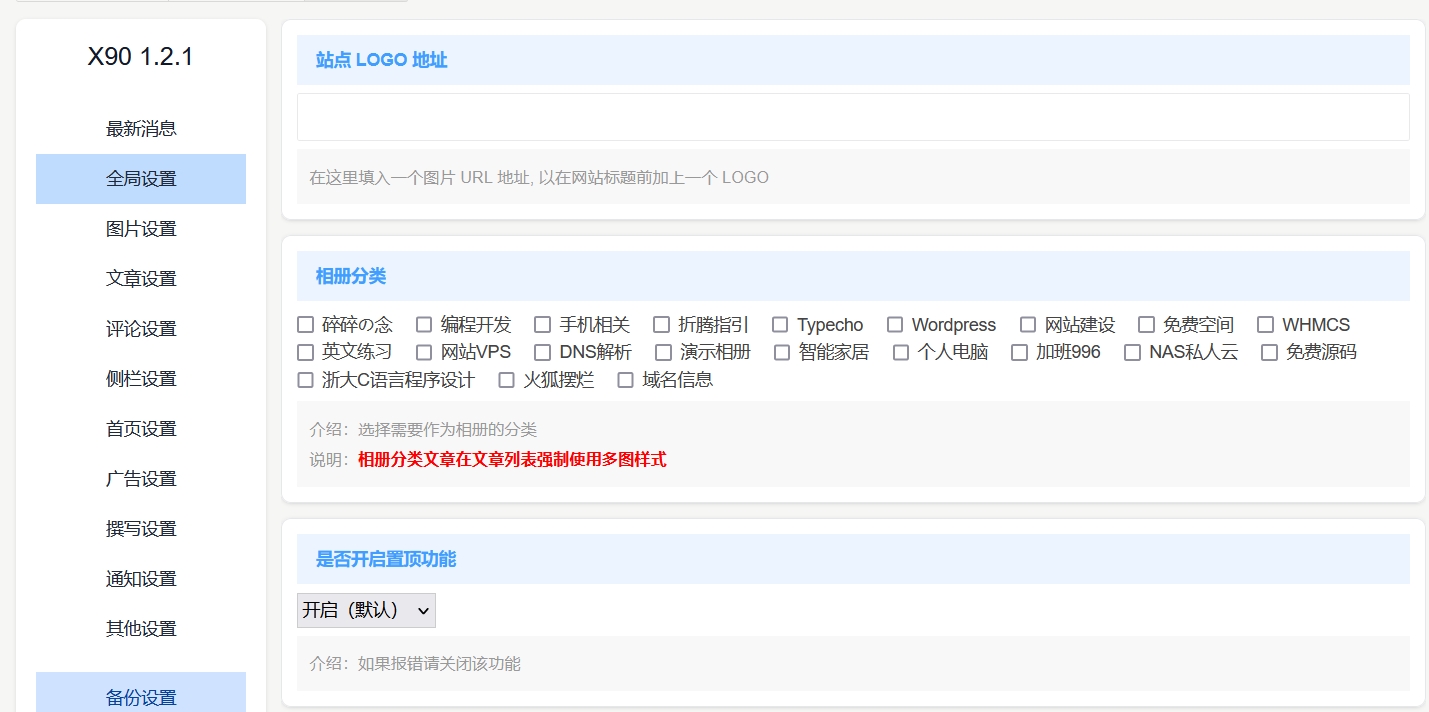 X90 1.2.1
最新消息
全局设置
图片设置
文章设置
评论设置
侧栏设置
首页设置
广告设置
撰写设置
通知设置
其他设置
备份设置
站点 LOGO 地址
在这里填入一个图片 URL 地址, 以在网站标题前加上一个 LOGO
相册分类
碎碎の念 编程开发 手机相关 折腾指引 Typecho Wordpress 网站建设 免费空间 WHMCS
英文练习 网站VPS DNS解析 演示相册 智能家居 个人电脑 加班996 NAS私人云 免费源码
浙大C语言程序设计 火狐摆烂 域名信息
介绍：选择需要作为相册的分类
说明：相册分类文章在文章列表强制使用多图样式
是否开启置顶功能
开启（默认）
介绍：如果报错请关闭该功能